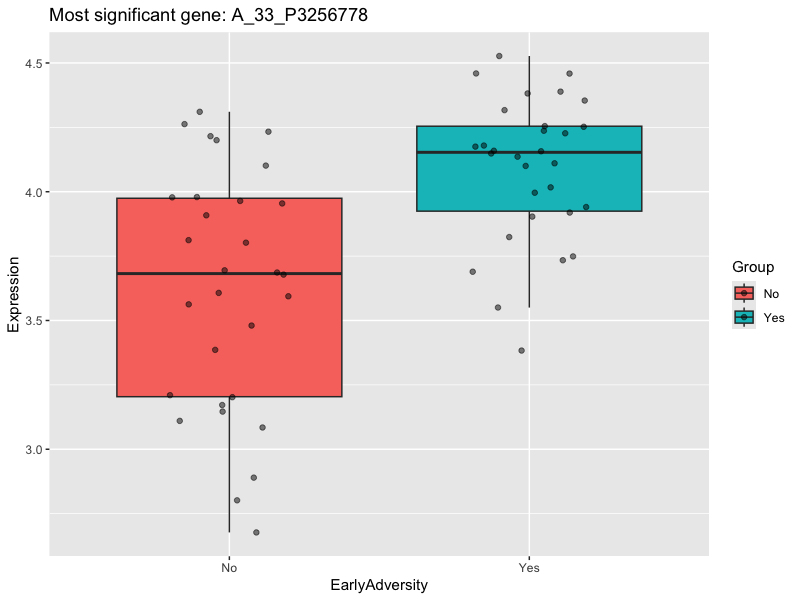 Most significant gene: A_33_P3256778
4.5
4.0
3.5
3.0
Expression
No
Yes
EarlyAdversity
Group
No
Yes